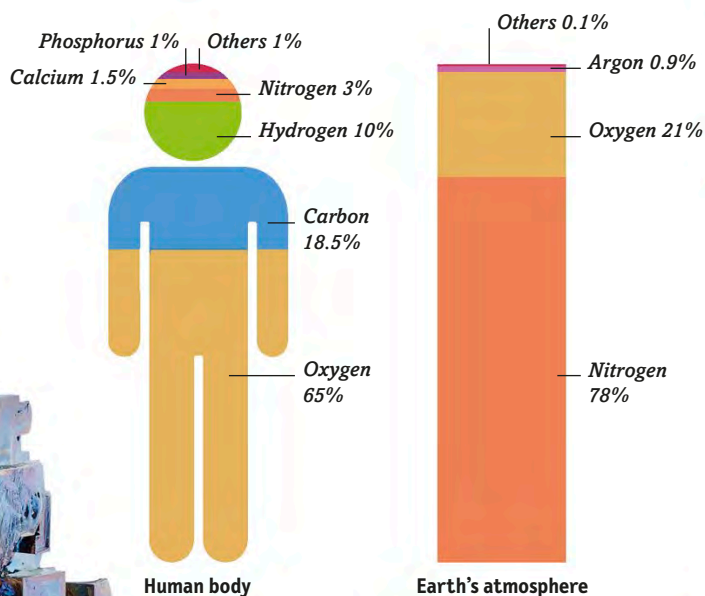 Phosphorus 1%
Others 1%
Calcium 1.5%
Nitrogen 3%
Hydrogen 10%
Carbon
18.5%
Oxygen
65%
Human body
Others 0.1%
Argon 0.9%
Oxygen 21%
Nitrogen
78%
Earth's atmosphere